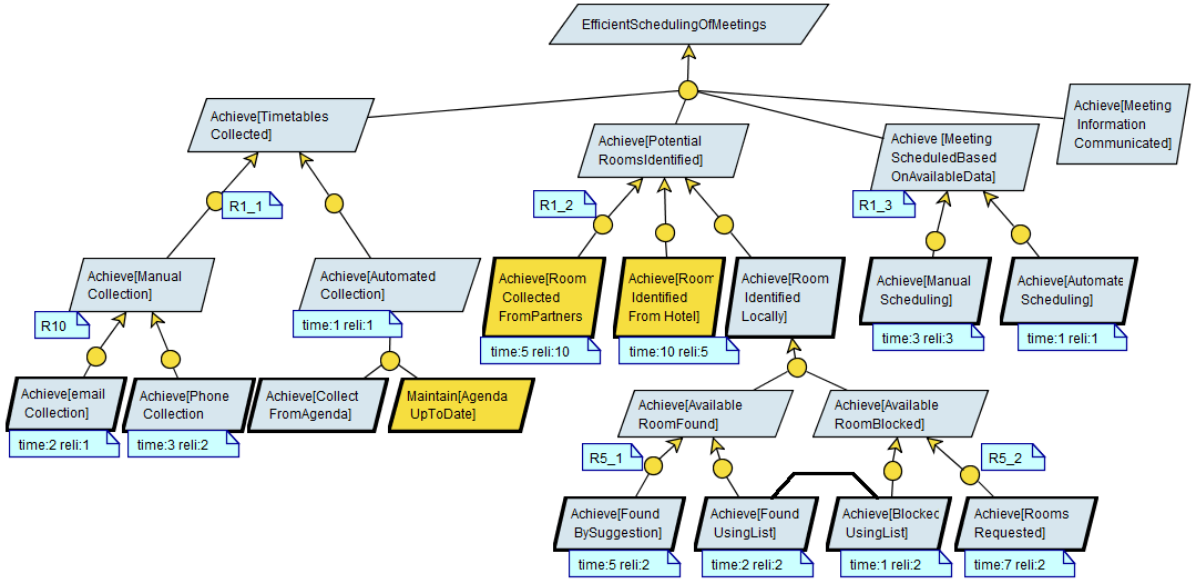 EfficientSchedulingOfMeetings
Achieve[Timetables
Collected]
Achieve[Potential
RoomsIdentified]
Achieve [Meeting
ScheduledBased
OnAvailableData]
Achieve[Meeting
Information
Communicated]
R1_1
R1_2
R1_3
Achieve[Manual
Collection]
Achieve[Automated
Collection]
time:1 reli:1
Achieve[Room
Collected
FromPartners
time:5 reli:10
Achieve[Room
Identified
From Hotel]
time:10 reli:5
Achieve[Room
Identified
Locally]
Achieve[Manual
Scheduling]
time:3 reli:3
Achieve[Automate
Scheduling]
time:1 reli:1
R10
Achieve[email
Collection]
time:2 reli:1
Achieve[Phone
Collection
time:3 reli:2
Achieve[Collect
FromAgenda]
Maintain[Agenda
UpToDate]
Achieve[Available
RoomFound]
Achieve[Available
RoomBlocked]
R5_1
R5_2
Achieve[Found
BySuggestion]
time:5 reli:2
Achieve[Found
UsingList]
time:2 reli:2
Achieve[Blocked
UsingList]
time:1 reli:2
Achieve[Rooms
Requested]
time:7 reli:2